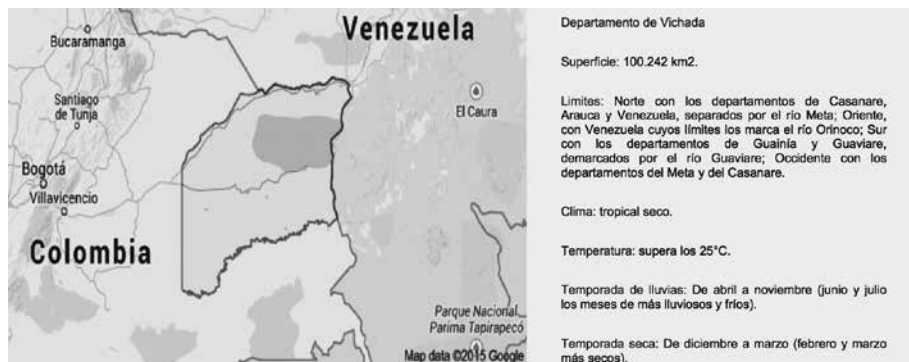 Venezuela
Bucaramanga
Santiago
de Tunja
El Caura
Bogotá
Villavicencio
Colombia
Parque Nacional
Parima Tapirapecó
Map data ©2015 Google
Departamento de Vichada
Superficie: 100.242 km2.
Limites: Norte con los departamentos de Casanare,
Arauca y Venezuela, separados por el río Meta; Oriente,
con Venezuela cuyos límites los marca el río Orinoco; Sur
con los departamentos de Guainía y Guaviare,
demarcados por el río Guaviare; Occidente con los
departamentos del Meta y del Casanare.
Clima: tropical seco.
Temperatura: supera los 25°C.
Temporada de lluvias: De abril a noviembre (junio y julio
los meses de más lluviosos y fríos).
Temporada seca: De diciembre a marzo (febrero y marzo
más secos).